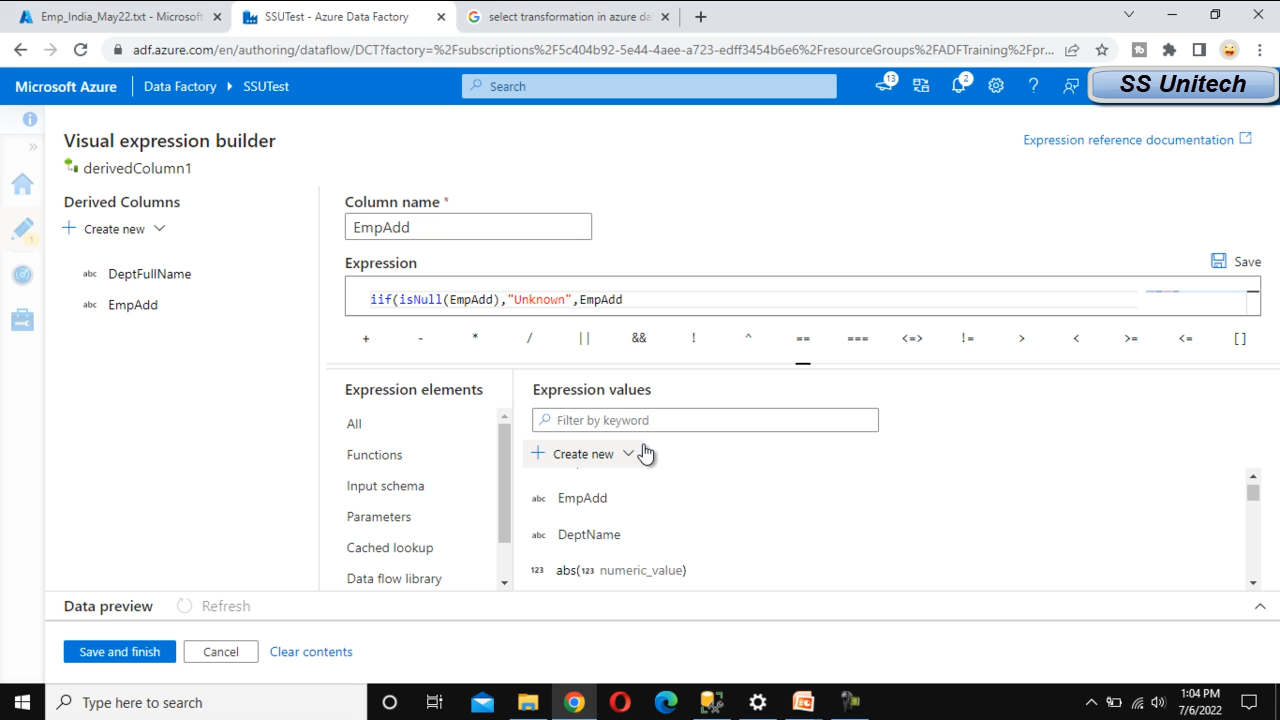 Emp_India_May22.txt - Microsoft
SSUTest - Azure Data Factory
select transformation in azure da
adf.azure.com/en/authoring/dataflow/DCT?factory=%2Fsubscriptions%2F5c404b92-5e44-4aee-a723-edff3454b6e6%2FresourceGroups%2FADFTraining%2Fpr...
Microsoft Azure
Data Factory
SSUTest
Search
13
2
SS Unitech
Visual expression builder
Expression reference documentation
derivedColumn1
Derived Columns
Create new
DeptFullName
EmpAdd
Column name *
EmpAdd
Expression
Save
iif(isNull(EmpAdd),"Unknown",EmpAdd
+ - * / || && ! ^ == === <=> != > < >= <= []
Expression elements
All
Functions
Input schema
Parameters
Cached lookup
Data flow library
Expression values
Filter by keyword
Create new
abc EmpAdd
abc DeptName
123 abs(123 numeric_value)
Data preview
Refresh
Save and finish
Cancel
Clear contents
Type here to search
1:04 PM
7/6/2022